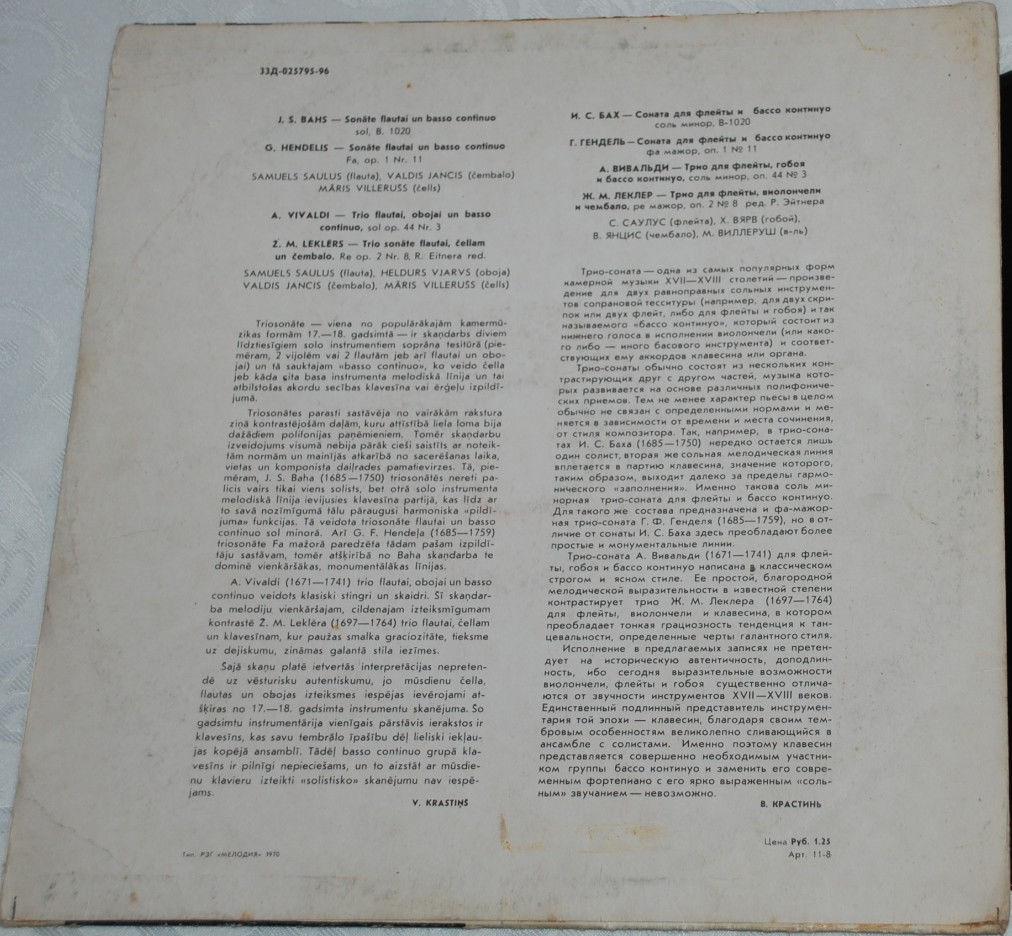 33Д-025795-96
J. S. BAHS — Sonāte flautai un basso continuo
sol, B. 1020
G. HENDELIS — Sonāte flautai un basso continuo
Fa, op. 1 Nr. 11
SAMUELS SAULUS (flauta), VALDIS JANCIS (čembalo)
MĀRIS VILLERUŠS (čells)
A. VIVALDI — Trio flautai, obojai un basso
continuo, sol op. 44 Nr. 3
Ž. M. LEKLĒRS — Trio sonāte flautai, čellam
un čembalo, Re op. 2 Nr. 8, R. Eitnera red.
SAMUELS SAULUS (flauta), HELDURS VJARVS (oboja)
VALDIS JANCIS (čembalo), MĀRIS VILLERUŠS (čells)
Triosonāte — viena no populārākajām kamermū-
zikas formām 17.—18. gadsimtā — ir skaņdarbs diviem
līdztiesīgiem solo instrumentiem soprāna tesitūrā (pie-
mēram, 2 vijolēm vai 2 flautām jeb arī flautai un obo-
jai) un tā sauktajam «basso continuo», ko veido čella
jeb kāda cita basa instrumenta melodiskā līnija un tai
atbilstošas akordu secības klavesīna vai ērģeļu izpildī-
jumā.
Triosonātes parasti sastāvēja no vairākām rakstura
ziņā kontrastējošām daļām, kuru attīstībā liela loma bija
dažādiem polifonijas paņēmieniem. Tomēr skaņdarbu
izveidojums visumā nebija pārāk cieši saistīts ar noteik-
tām normām un mainījās atkarībā no sacerēšanas laika,
vietas un komponista daiļrades pamatievirzes. Tā, pie-
mēram, J. S. Baha (1685—1750) triosonātēs nereti pa-
licis vairs tikai viens solists, bet otrā solo instrumenta
melodiskā līnija ievijusies klavesīna partijā, kas līdz ar
to savā nozīmīgumā tālu pāraugusi harmoniska «pildī-
juma» funkcijas. Tā veidota triosonāte flautai un basso
continuo sol minorā. Arī G. F. Hendeļa (1685—1759)
triosonāte Fa mažorā paredzēta tādam pašam izpildī-
tāju sastāvam, tomēr atšķirībā no Baha skaņdarba te
dominē vienkāršākas, monumentālākas līnijas.
A. Vivaldi (1671—1741) trio flautai, obojai un basso
continuo veidots klasiski stingri un skaidri. Šī skaņdar-
ba melodiju vienkāršajam, cildenajam izteiksmīgumam
kontrastē Ž. M. Leklēra (1697—1764) trio flautai, čellam
un klavesīnam, kur paužas smalka graciozitāte, tieksme
uz dejiskumu, zināmas galantā stila iezīmes.
Šajā skaņu platē ietvertās interpretācijas nepreten-
dē uz vēsturisku autentiskumu, jo mūsdienu čella,
flautas un obojas izteiksmes iespējas ievērojami at-
šķiras no 17.—18. gadsimta instrumentu skanējuma. Šo
gadsimtu instrumentārija vienīgais pārstāvis ierakstos ir
klavesīns, kas savu tembrālo īpašību dēļ lieliski iekļau-
jas kopējā ansamblī. Tādēļ basso continuo grupā kla-
vesīns ir pilnīgi nepieciešams, un to aizstāt ar mūsdie-
nu klavieru izteikti «solistisko» skanējumu nav iespē-
jams.
V. KRASTIŅŠ
Тип. РЗГ «МЕЛОДИЯ» 1970
И. С. БАХ — Соната для флейты и бассо континуо
соль минор, В-1020
Г. ГЕНДЕЛЬ — Соната для флейты и бассо континуо
фа мажор, оп. 1 № 11
А. ВИВАЛЬДИ — Трио для флейты, гобоя
и бассо континуо, соль минор, оп. 44 № 3
Ж. М. ЛЕКЛЕР — Трио для флейты, виолончели
и чембало, ре мажор, оп. 2 № 8 ред. Р. Эйтнера
С. САУЛУС (флейта), Х. ВЯРВ (гобой),
В. ЯНЦИС (чембало), М. ВИЛЛЕРУШ (в-ль)
Трио-соната — одна из самых популярных форм
камерной музыки XVII—XVIII столетий — произве-
дение для двух равноправных сольных инструмен-
тов сопрановой тесситуры (например, для двух скри-
пок или двух флейт, либо для флейты и гобоя) и так
называемого «бассо континуо», который состоит из
нижнего голоса в исполнении виолончели (или како-
го либо — иного басового инструмента) и соответ-
ствующих ему аккордов клавесина или органа.
Трио-сонаты обычно состоят из нескольких кон-
трастирующих друг с другом частей, музыка кото-
рых развивается на основе различных полифониче-
ских приемов. Тем не менее характер пьесы в целом
обычно не связан с определенными нормами и ме-
няется в зависимости от времени и места сочинения,
от стиля композитора. Так, например, в трио-сона-
тах И. С. Баха (1685—1750) нередко остается лишь
один солист, вторая же сольная мелодическая линия
вплетается в партию клавесина, значение которого,
таким образом, выходит далеко за пределы гармо-
нического «заполнения». Именно такова соль ми-
норная трио-соната для флейты и бассо континуо.
Для такого же состава предназначена и фа-мажор-
ная трио-соната Г. Ф. Генделя (1685—1759), но в от-
личие от сонаты И. С. Баха здесь преобладают более
простые и монументальные линии.
Трио-соната А. Вивальди (1671—1741) для флей-
ты, гобоя и бассо континуо написана в классическом
строгом и ясном стиле. Ее простой, благородной
мелодической выразительности в известной степени
контрастирует трио Ж. М. Леклера (1697—1764)
для флейты, виолончели и клавесина, в котором
преобладает тонкая грациозность тенденция к тан-
цевальности, определенные черты галантного стиля.
Исполнение в предлагаемых записях не претен-
дует на историческую автентичность, доподлин-
ность, ибо сегодня выразительные возможности
виолончели, флейты и гобоя существенно отлича-
ются от звучности инструментов XVII—XVIII веков.
Единственный подлинный представитель инструмен-
тария той эпохи — клавесин, благодаря своим тем-
бровым особенностям великолепно сливающийся в
ансамбле с солистами. Именно поэтому клавесин
представляется совершенно необходимым участни-
ком группы бассо континуо и заменить его совре-
менным фортепиано с его ярко выраженным «соль-
ным» звучанием — невозможно.
В. КРАСТИНЬ
Цена Руб. 1.25
Арт. 11-8